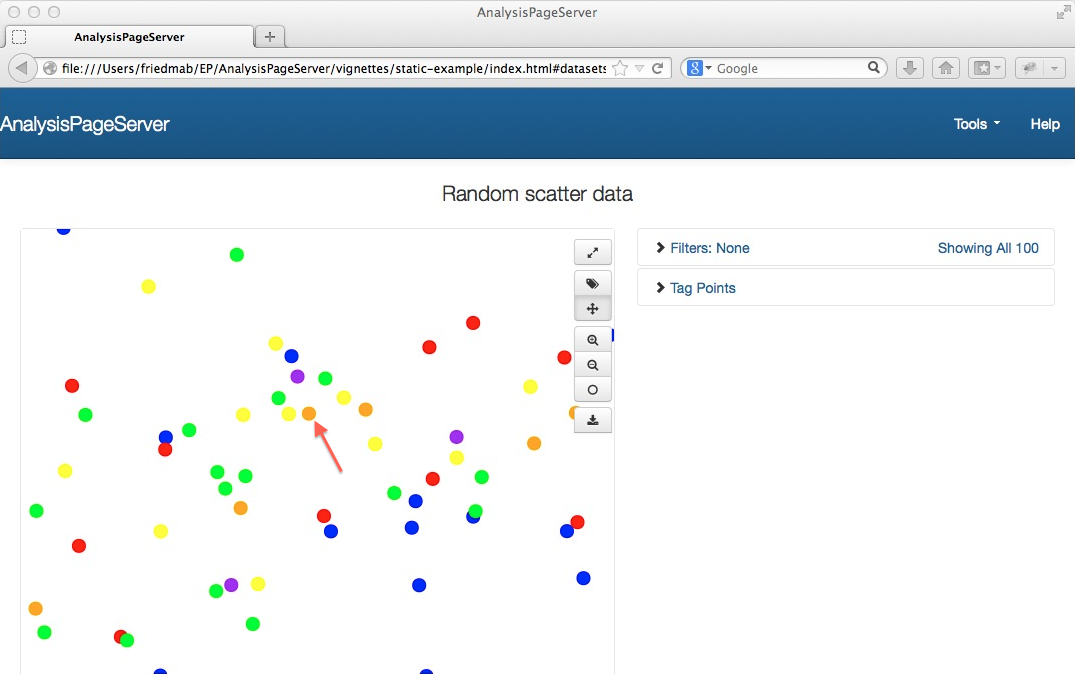 AnalysisPageServer
AnalysisPageServer
file:///Users/friedmab/EP/AnalysisPageServer/vignettes/static-example/index.html#datasets
Google
AnalysisPageServer
Tools
Help
Random scatter data
Filters: None
Showing All 100
Tag Points